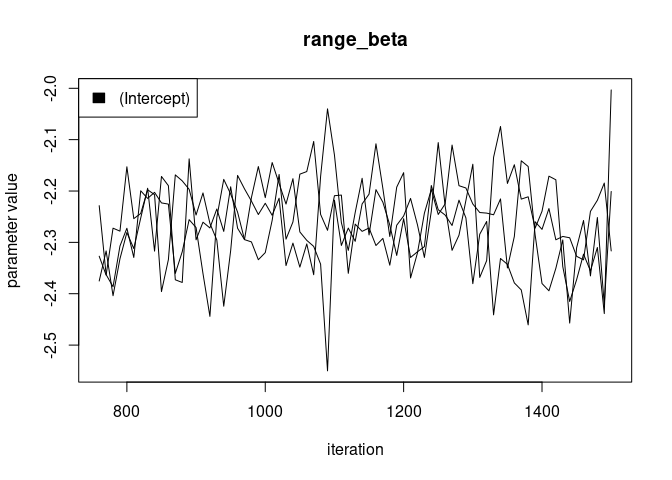 range_beta
(Intercept)
parameter value
-2.0
-2.1
-2.2
-2.3
-2.4
-2.5
800
1000
1200
1400
iteration